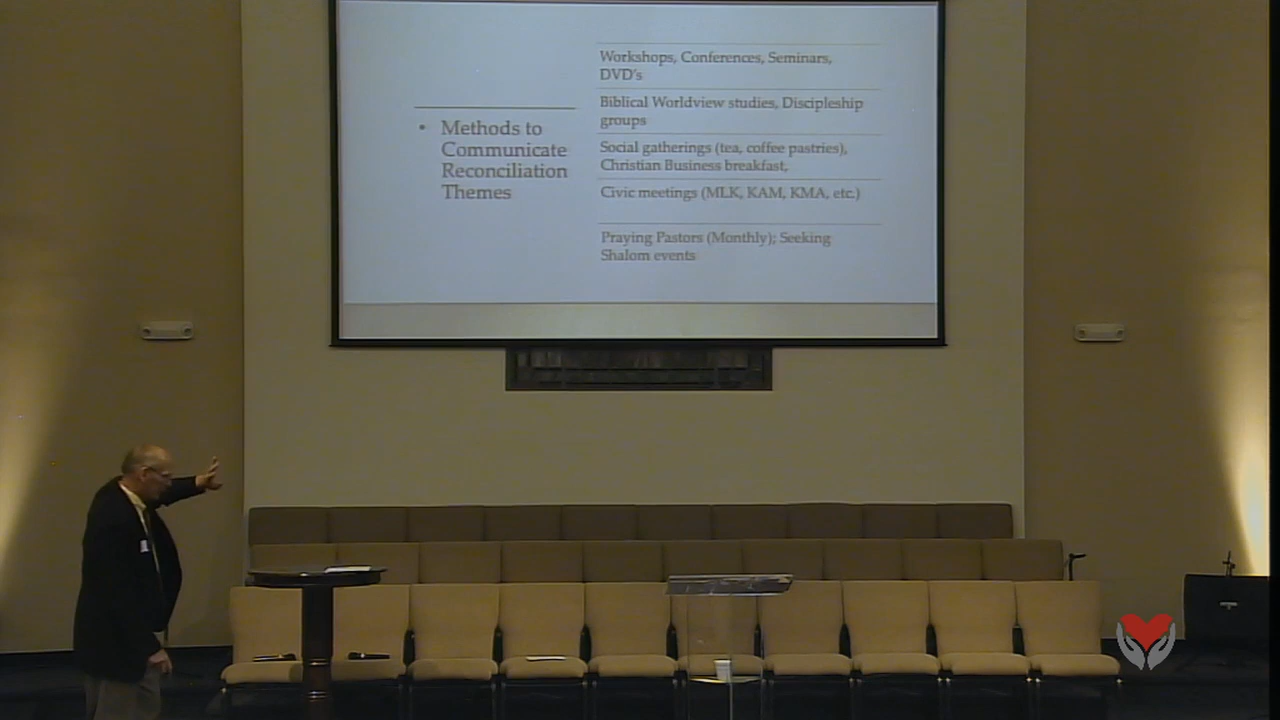 • Methods to
Communicate
Reconciliation
Themes
Workshops, Conferences, Seminars,
DVD's
Biblical Worldview studies, Discipleship
groups
Social gatherings (tea, coffee pastries),
Christian Business breakfast,
Civic meetings (MLK, KAM, KMA, etc.)
Praying Pastors (Monthly); Seeking
Shalom events